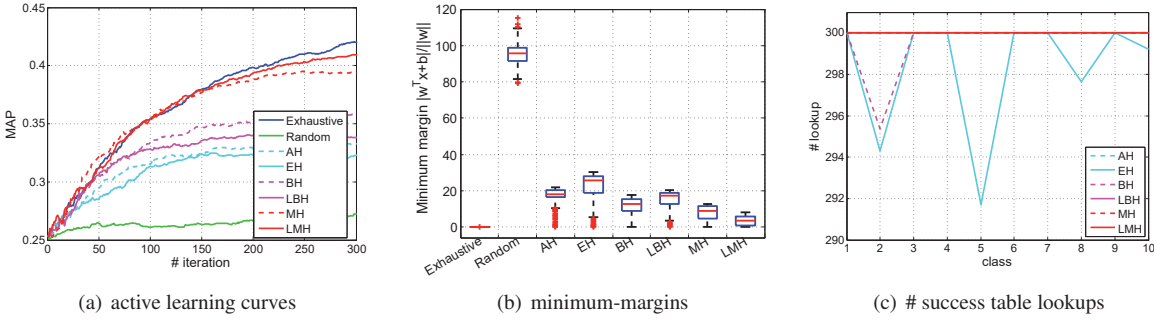 0.45
0.4
0.35
0.3
0.25
MAP
0
50
100
150
200
250
300
# iteration
Exhaustive
Random
AH
EH
BH
LBH
MH
LMH
(a) active learning curves
120
100
80
60
40
20
0
Minimum margin |w^T x+b|/||w||
Exhaustive
Random
AH
EH
BH
LBH
MH
LMH
(b) minimum-margins
300
298
296
294
292
290
# lookup
1
2
3
4
5
6
7
8
9
10
class
AH
EH
BH
LBH
MH
LMH
(c) # success table lookups